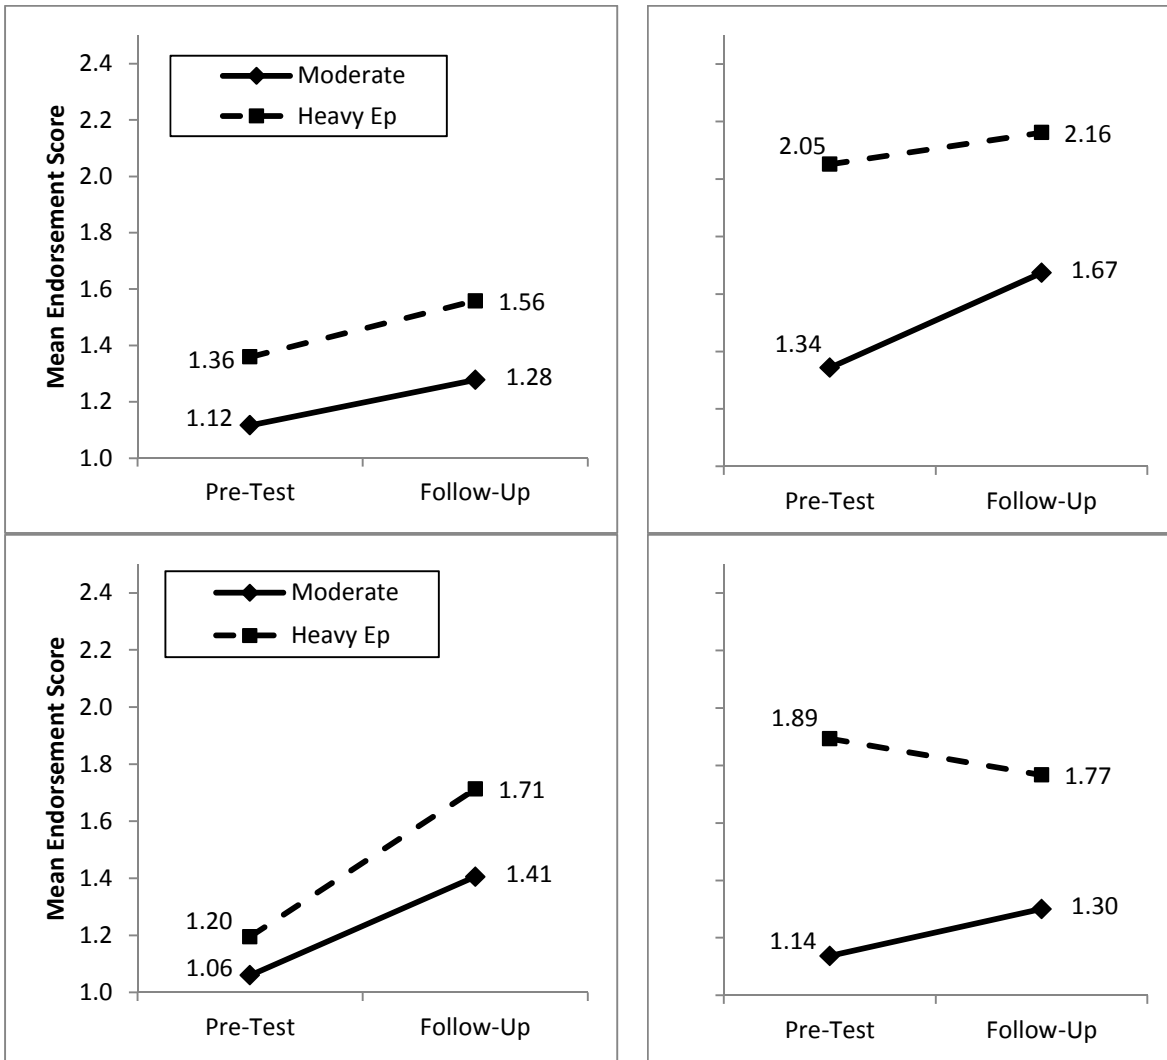 Mean Endorsement Score
2.4
2.2
2.0
1.8
1.6
1.4
1.2
1.0
Moderate
Heavy Ep
1.36
1.56
1.12
1.28
Pre-Test
Follow-Up
2.05
2.16
1.34
1.67
Pre-Test
Follow-Up
Mean Endorsement Score
2.4
2.2
2.0
1.8
1.6
1.4
1.2
1.0
Moderate
Heavy Ep
1.20
1.71
1.06
1.41
Pre-Test
Follow-Up
1.89
1.77
1.14
1.30
Pre-Test
Follow-Up